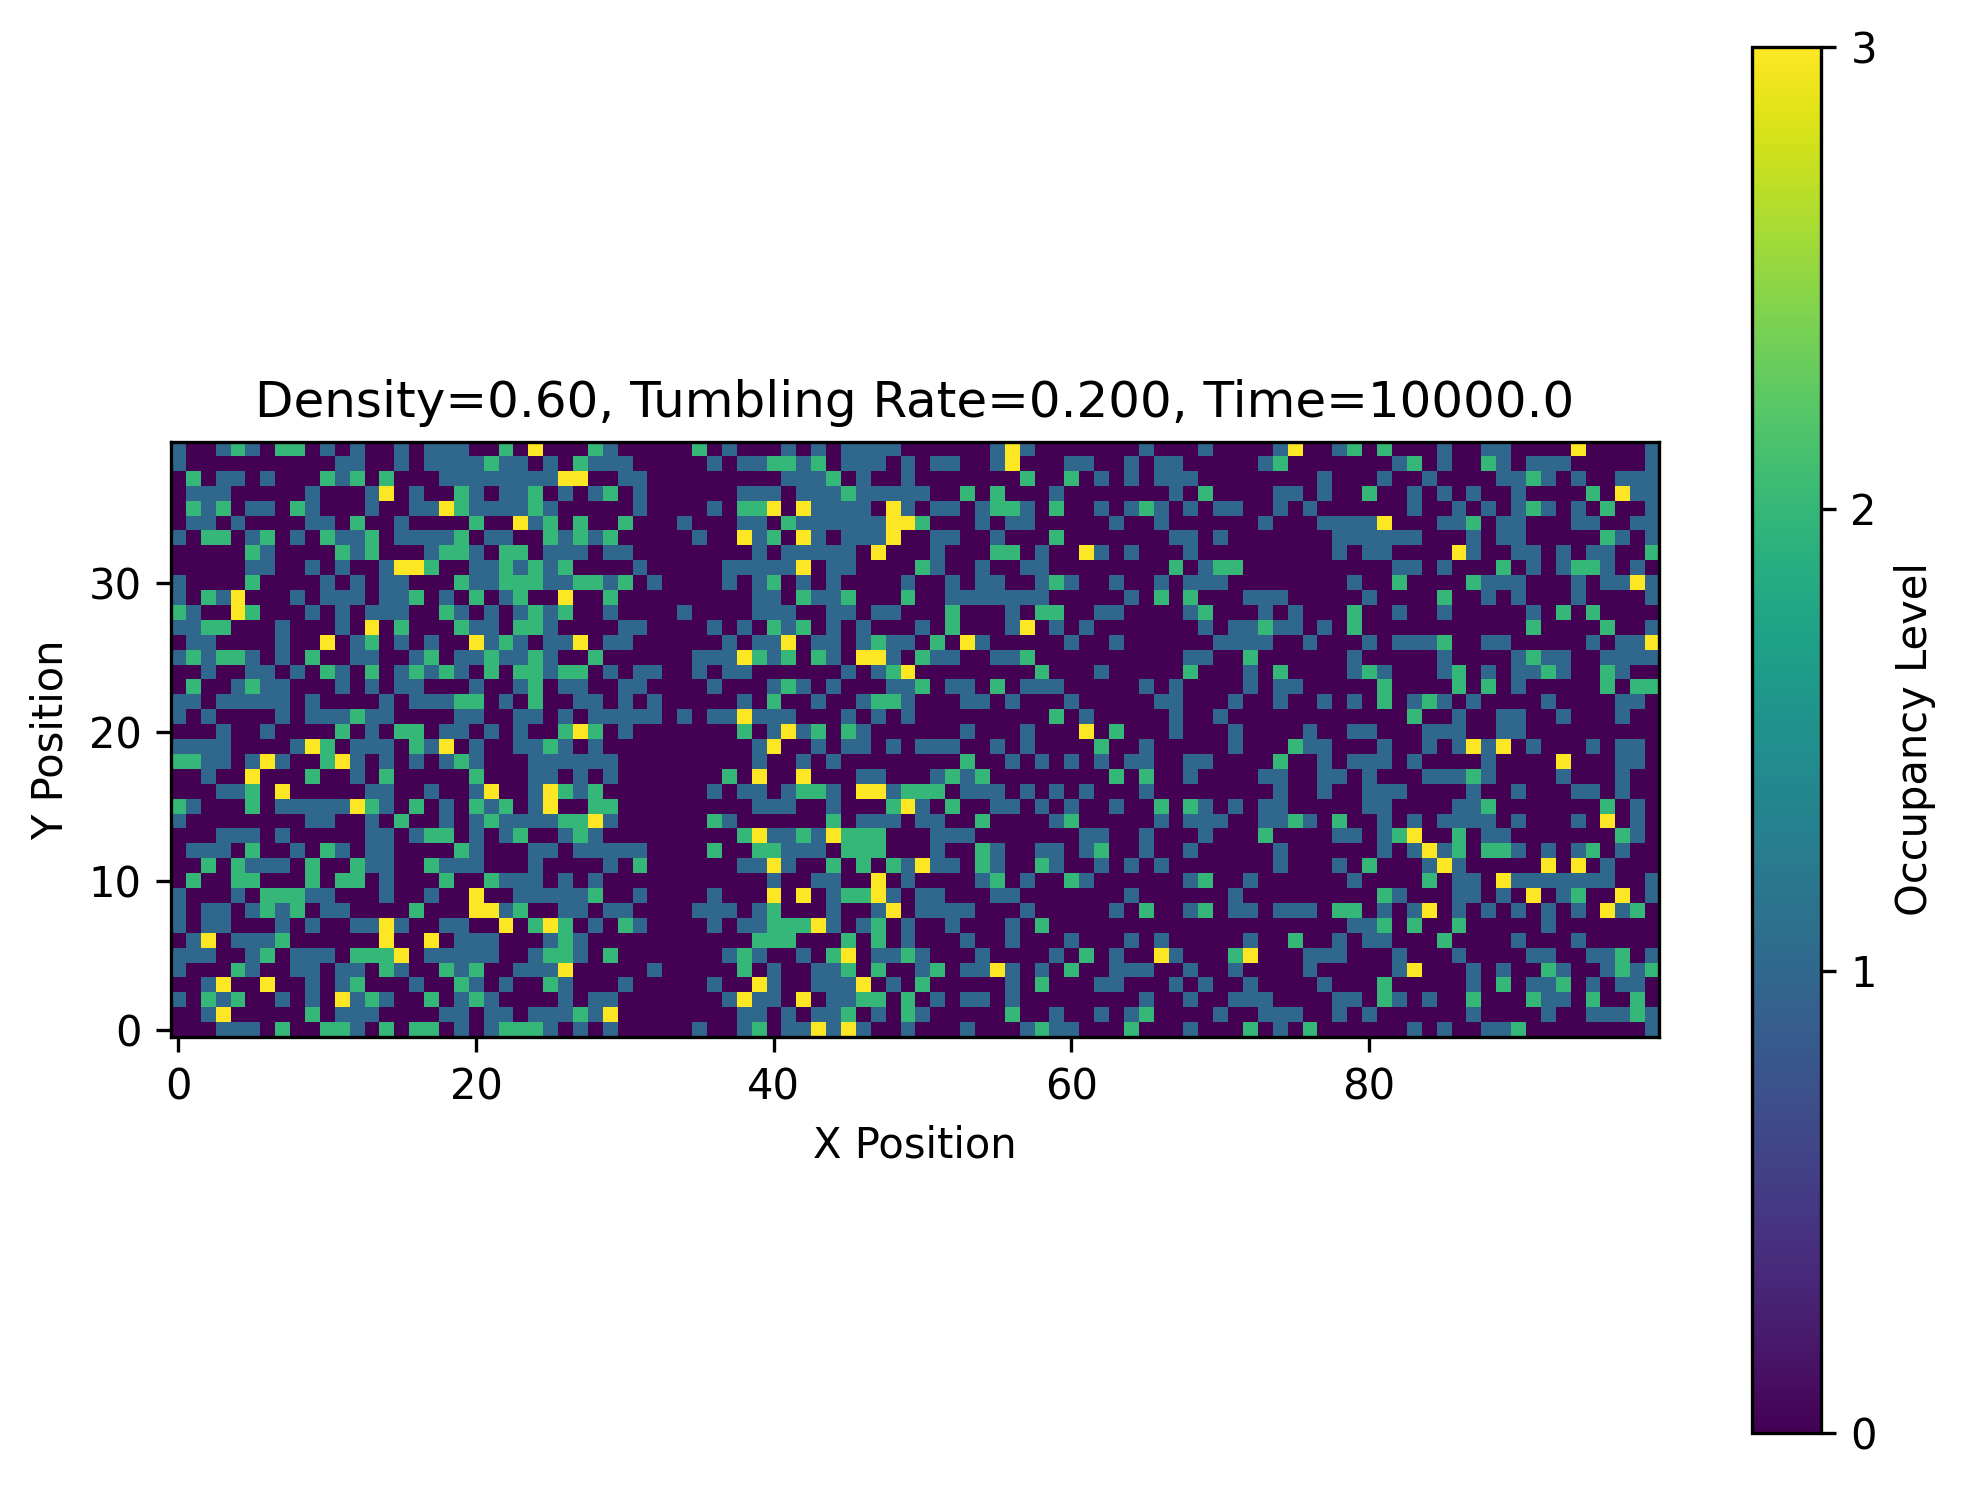 Density=0.60, Tumbling Rate=0.200, Time=10000.0
30
20
10
0
Y Position
0 20 40 60 80
X Position
3
2
1
0
Occupancy Level